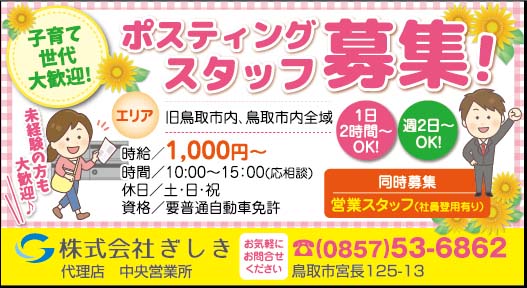 子育て
世代
大歓迎!
ポスティング
スタッフ
募集!
未経験の方も
大歓迎♪
エリア
旧鳥取市内、鳥取市内全域
時給/1,000円~
時間/10:00~15:00(応相談)
休日/土・日・祝
資格/要普通自動車免許
1日
2時間~
OK!
週2日~
OK!
同時募集
営業スタッフ(社員登用有り)
株式会社ぎしき
代理店 中央営業所
お気軽に
お問合せ
ください
☎(0857)53-6862
鳥取市宮長125-13